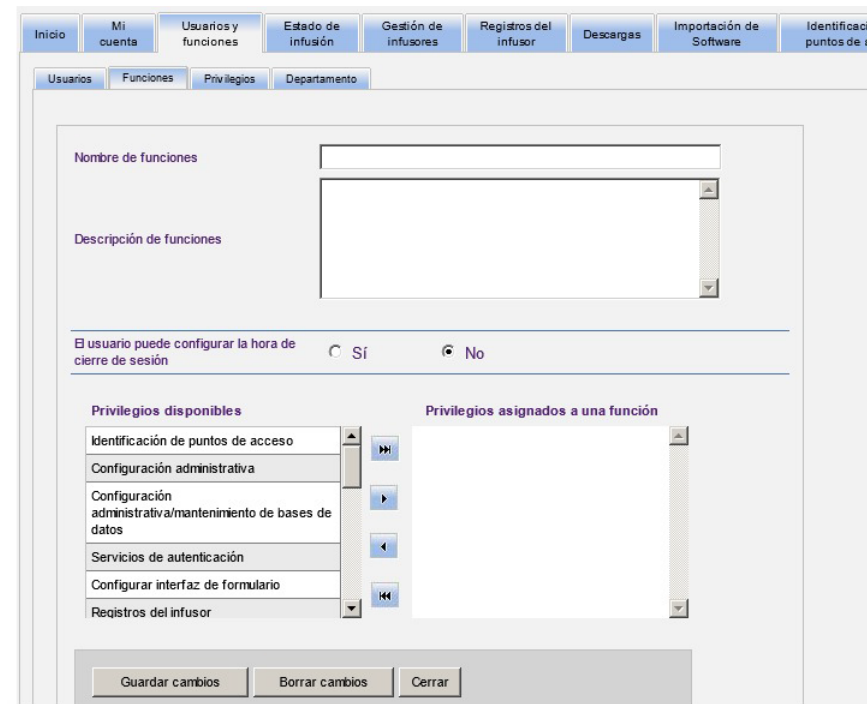 Inicio
Mi
cuenta
Usuarios y
funciones
Estado de
infusión
Gestión de
infusores
Registros del
infusor
Descargas
Importación de
Software
Identificaci
puntos de a
Usuarios
Funciones
Privilegios
Departamento
Nombre de funciones
Descripción de funciones
El usuario puede configurar la hora de
cierre de sesión
Sí
No
Privilegios disponibles
Privilegios asignados a una función
Identificación de puntos de acceso
Configuración administrativa
Configuración
administrativa/mantenimiento de bases de
datos
Servicios de autenticación
Configurar interfaz de formulario
Registros del infusor
Guardar cambios
Borrar cambios
Cerrar